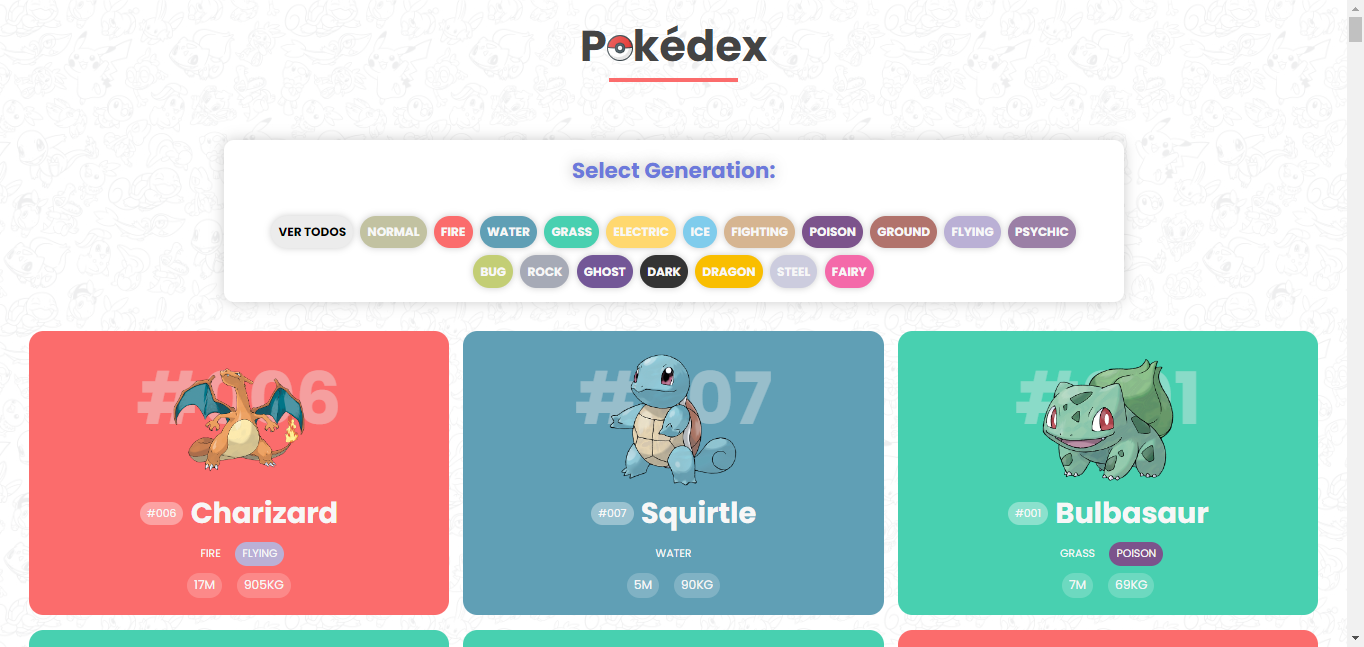 Pokédex
Select Generation:
VER TODOS NORMAL FIRE WATER GRASS ELECTRIC ICE FIGHTING POISON GROUND FLYING PSYCHIC
BUG ROCK GHOST DARK DRAGON STEEL FAIRY
#006
#006 Charizard
FIRE FLYING
17M 905KG
#007
#007 Squirtle
WATER
5M 90KG
#001
#001 Bulbasaur
GRASS POISON
7M 69KG